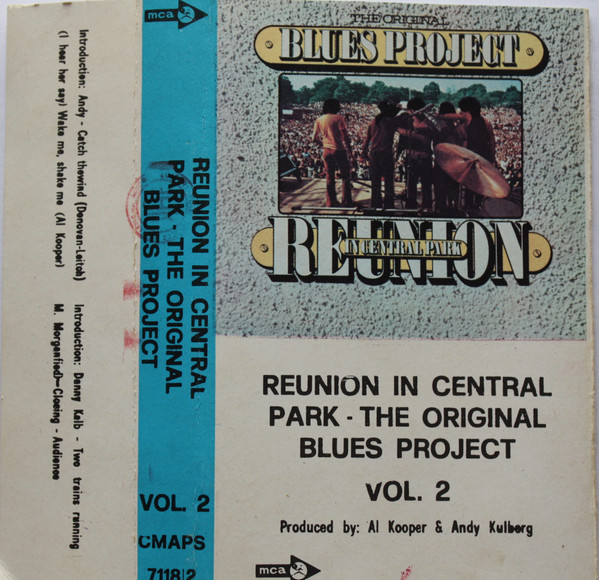 Introduction: Andy - Catch thewind (Donovan-Leitch)
(I hear her say) Wake me, shake me (Al Kooper)
Introduction: Danny Kalb - Two trains running
M. Morgenfied)—Closing - Audience
mca
REUNION IN CENTRAL
PARK - THE ORIGINAL
BLUES PROJECT
VOL. 2
CMAPS
7118|2
THE ORIGINAL
BLUES PROJECT
REUNION
IN CENTRAL PARK
REUNION IN CENTRAL
PARK - THE ORIGINAL
BLUES PROJECT
VOL. 2
Produced by: Al Kooper & Andy Kulberg
mca